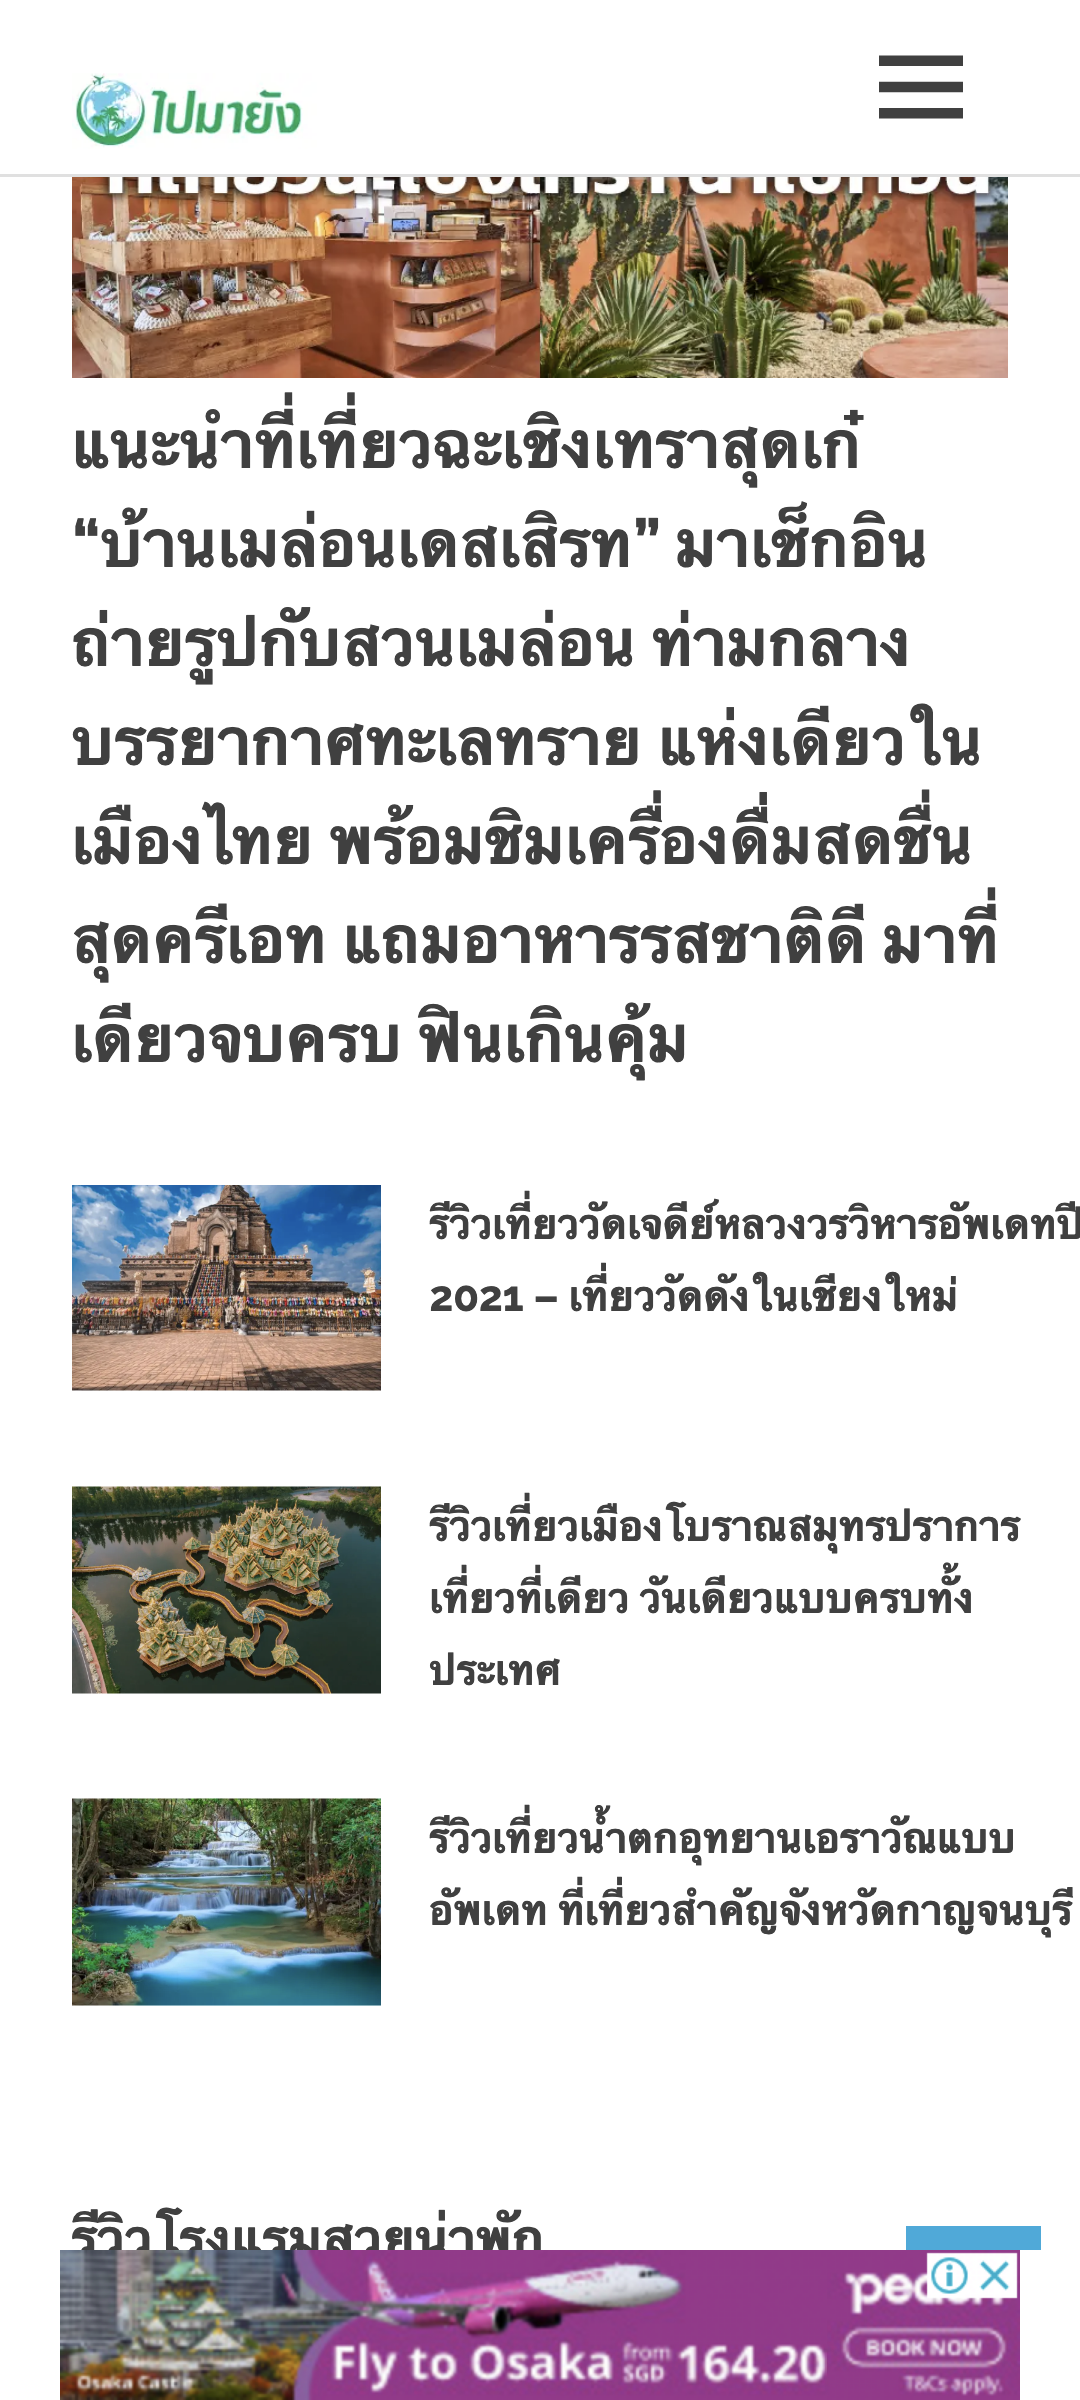 ไปมายัง
แนะนำที่เที่ยวฉะเชิงเทราสุดเก๋
“บ้านเมล่อนเดสเสิรท” มาเช็กอิน
ถ่ายรูปกับสวนเมล่อน ท่ามกลาง
บรรยากาศทะเลทราย แห่งเดียวใน
เมืองไทย พร้อมชิมเครื่องดื่มสดชื่น
สุดครีเอท แถมอาหารรสชาติดี มาที่
เดียวจบครบ ฟินเกินคุ้ม
รีวิวเที่ยววัดเจดีย์หลวงวรวิหารอัพเดทปี
2021 – เที่ยววัดดังในเชียงใหม่
รีวิวเที่ยวเมืองโบราณสมุทรปราการ
เที่ยวที่เดียว วันเดียวแบบครบทั้ง
ประเทศ
รีวิวเที่ยวน้ำตกอุทยานเอราวัณแบบ
อัพเดท ที่เที่ยวสำคัญจังหวัดกาญจนบุรี
รีวิวโรงแรมสวยน่าพัก
Fly to Osaka from SGD 164.20
BOOK NOW
Osaka Castle
T&Cs apply.